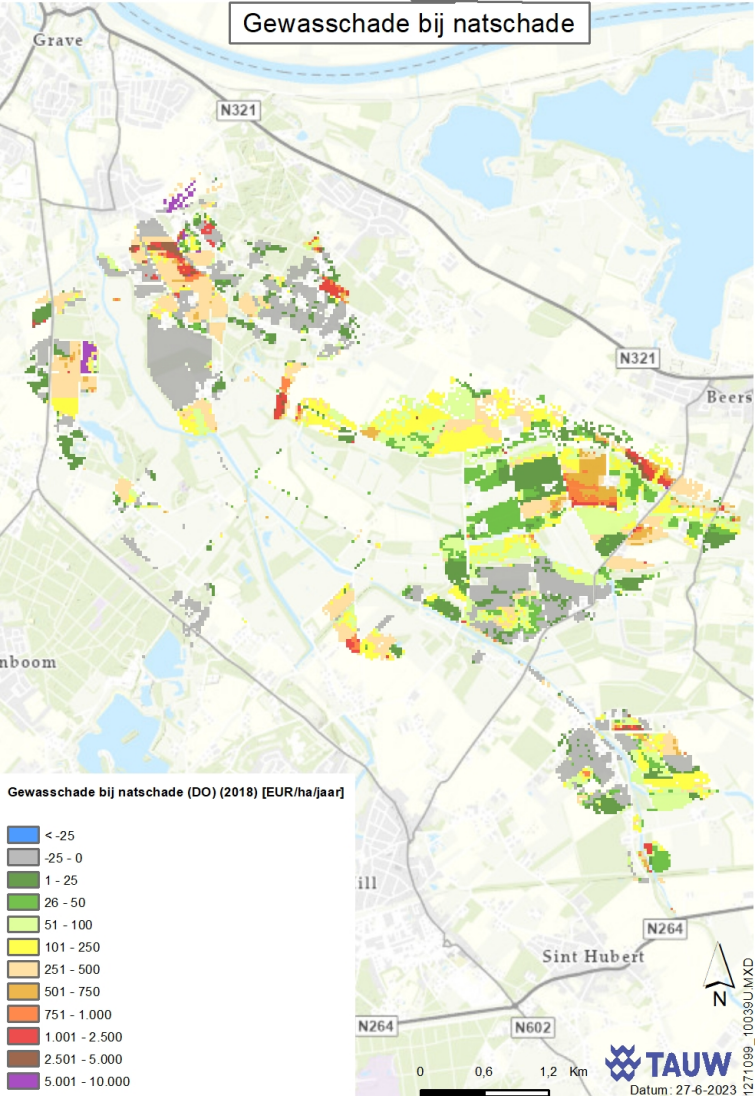 Gewasschade bij natschade
Grave
N321
N321
Beers
nboom
Gewasschade bij natschade (DO) (2018) [EUR/ha/jaar]
< -25
-25 - 0
1 - 25
26 - 50
51 - 100
101 - 250
251 - 500
501 - 750
751 - 1.000
1.001 - 2.500
2.501 - 5.000
5.001 - 10.000
ill
N264
Sint Hubert
N
N264
N602
0 0,6 1,2 Km
TAUW
Datum : 27-6-2023
1271099_10039U.MXD